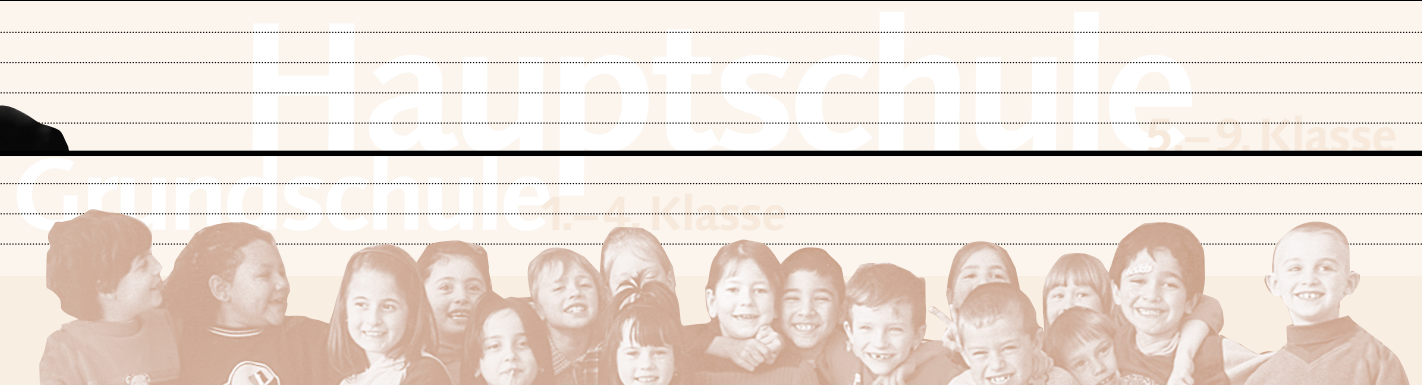 Hauptschule
5.–9. Klasse
Grundschule
1.–4. Klasse